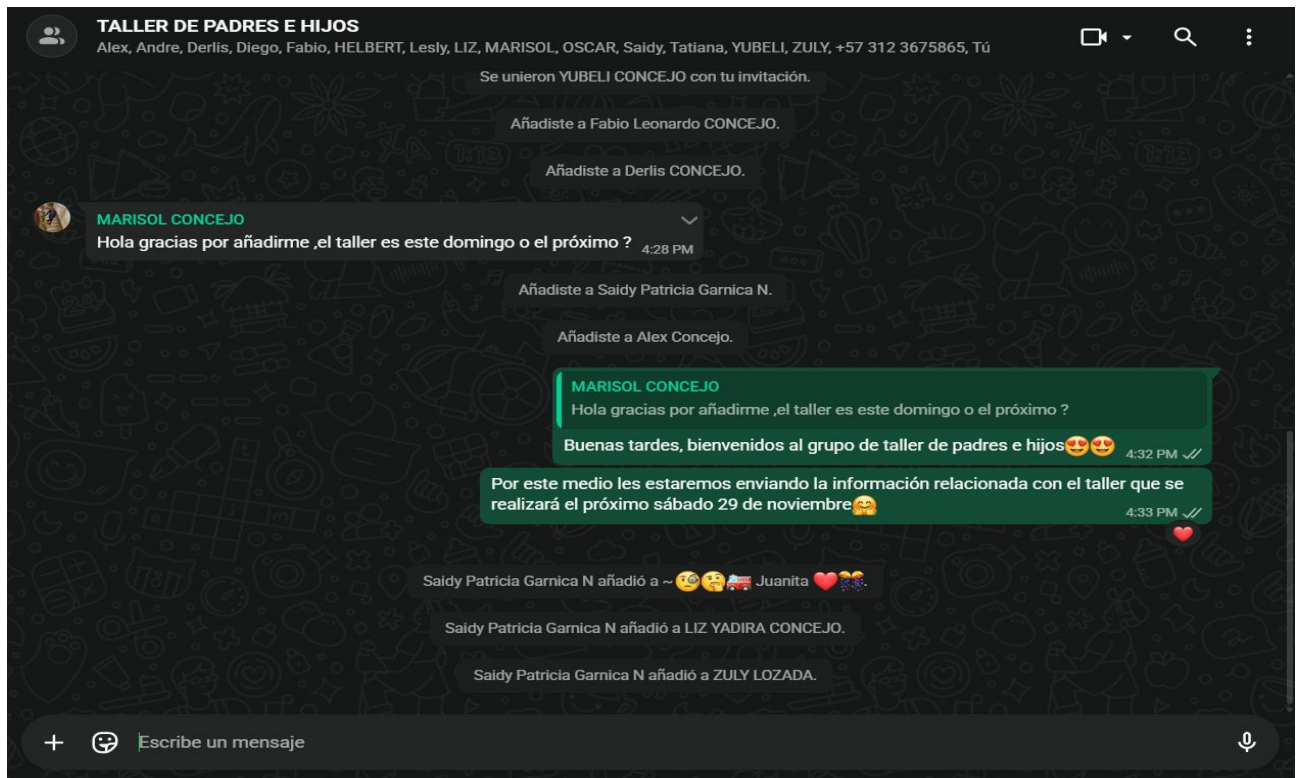 TALLER DE PADRES E HIJOS
Alex, Andre, Derlis, Diego, Fabio, HELBERT, Lesly, LIZ, MARISOL, OSCAR, Saidy, Tatiana, YUBELI, ZULY, +57 312 3675865, Tú
Se unieron YUBELI CONCEJO con tu invitación.
Añadiste a Fabio Leonardo CONCEJO.
Añadiste a Derlis CONCEJO.
MARISOL CONCEJO
Hola gracias por añadirme ,el taller es este domingo o el próximo ? 4:28 PM
Añadiste a Saidy Patricia Garnica N.
Añadiste a Alex Concejo.
MARISOL CONCEJO
Hola gracias por añadirme ,el taller es este domingo o el próximo ?
Buenas tardes, bienvenidos al grupo de taller de padres e hijos😍😍 4:32 PM
Por este medio les estaremos enviando la información relacionada con el taller que se
realizará el próximo sábado 29 de noviembre🤗 4:33 PM
Saidy Patricia Garnica N añadió a ~🧐🤔🚒 Juanita ❤️🎊.
Saidy Patricia Garnica N añadió a LIZ YADIRA CONCEJO.
Saidy Patricia Garnica N añadió a ZULY LOZADA.
Escribe un mensaje